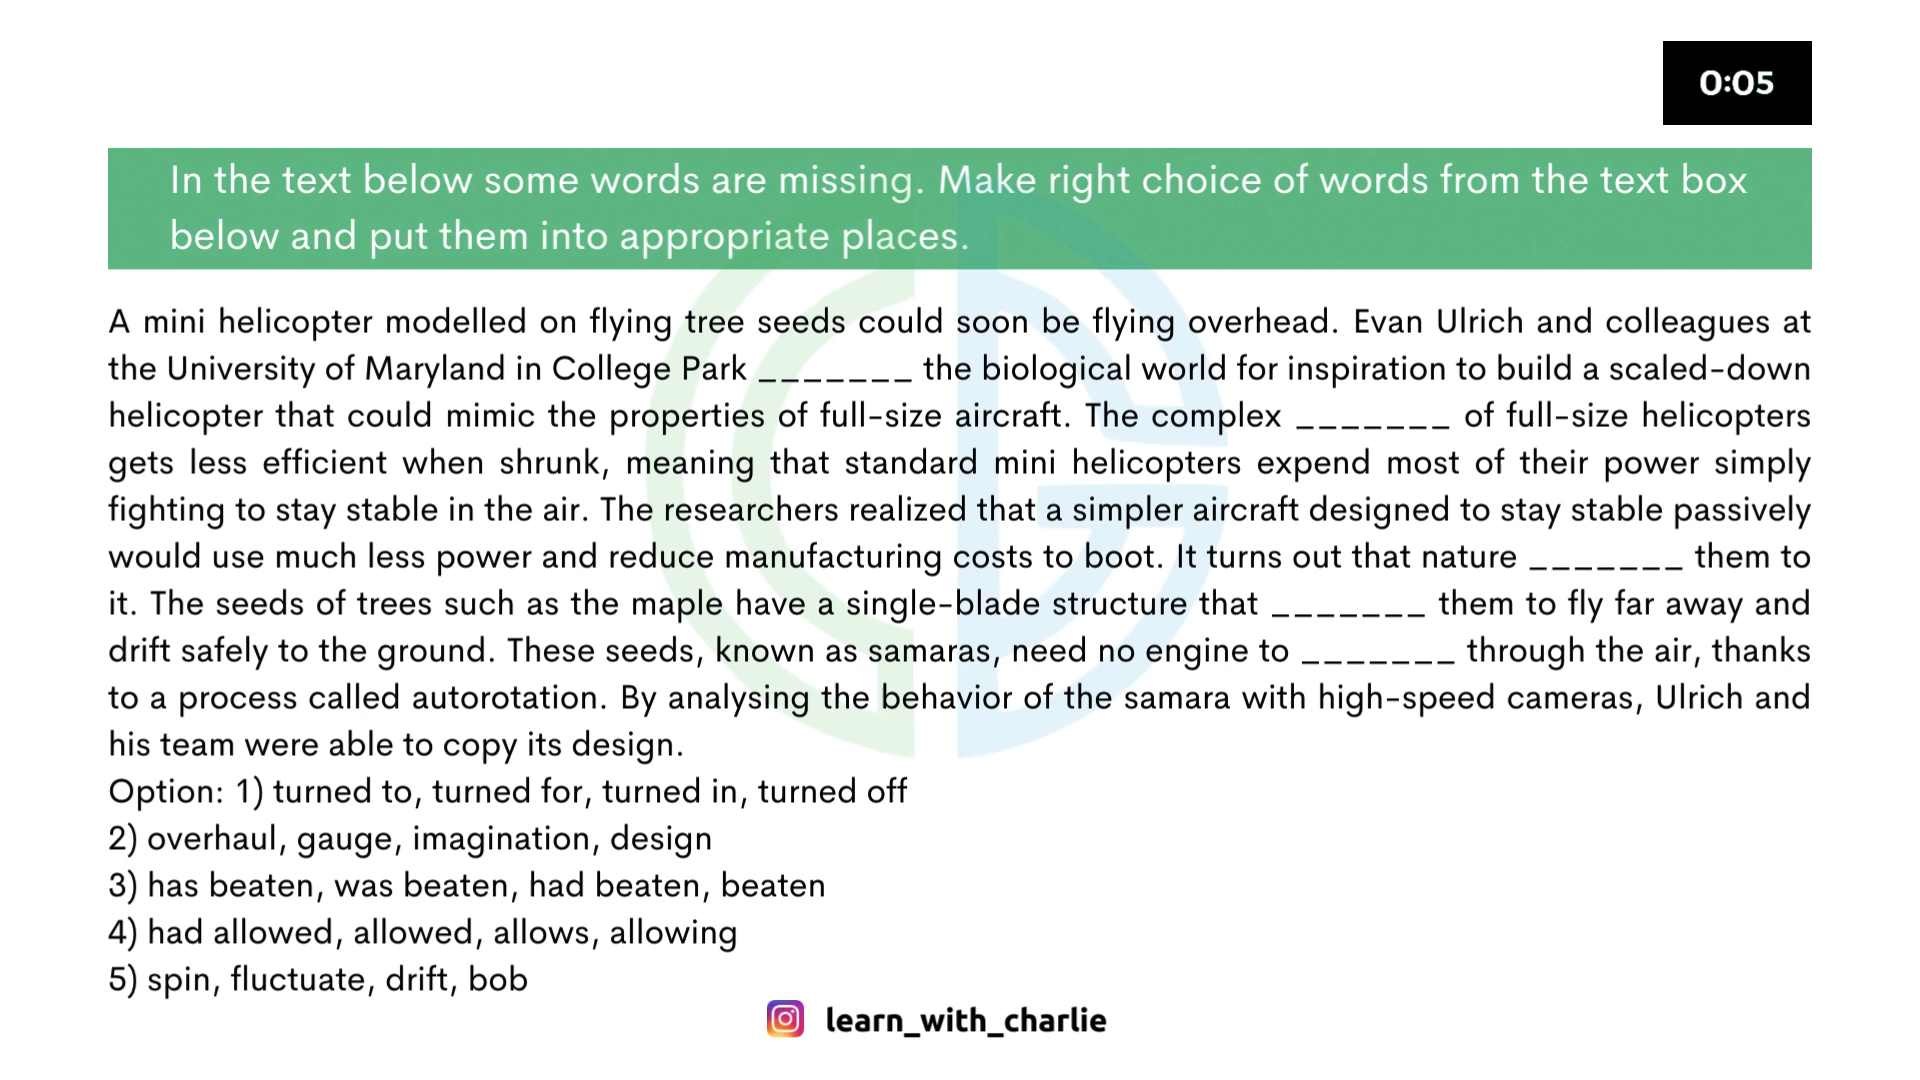 0:05
In the text below some words are missing. Make right choice of words from the text box
below and put them into appropriate places.
A mini helicopter modelled on flying tree seeds could soon be flying overhead. Evan Ulrich and colleagues at
the University of Maryland in College Park _______ the biological world for inspiration to build a scaled-down
helicopter that could mimic the properties of full-size aircraft. The complex _______ of full-size helicopters
gets less efficient when shrunk, meaning that standard mini helicopters expend most of their power simply
fighting to stay stable in the air. The researchers realized that a simpler aircraft designed to stay stable passively
would use much less power and reduce manufacturing costs to boot. It turns out that nature _______ them to
it. The seeds of trees such as the maple have a single-blade structure that _______ them to fly far away and
drift safely to the ground. These seeds, known as samaras, need no engine to _______ through the air, thanks
to a process called autorotation. By analysing the behavior of the samara with high-speed cameras, Ulrich and
his team were able to copy its design.
Option: 1) turned to, turned for, turned in, turned off
2) overhaul, gauge, imagination, design
3) has beaten, was beaten, had beaten, beaten
4) had allowed, allowed, allows, allowing
5) spin, fluctuate, drift, bob
learn_with_charlie